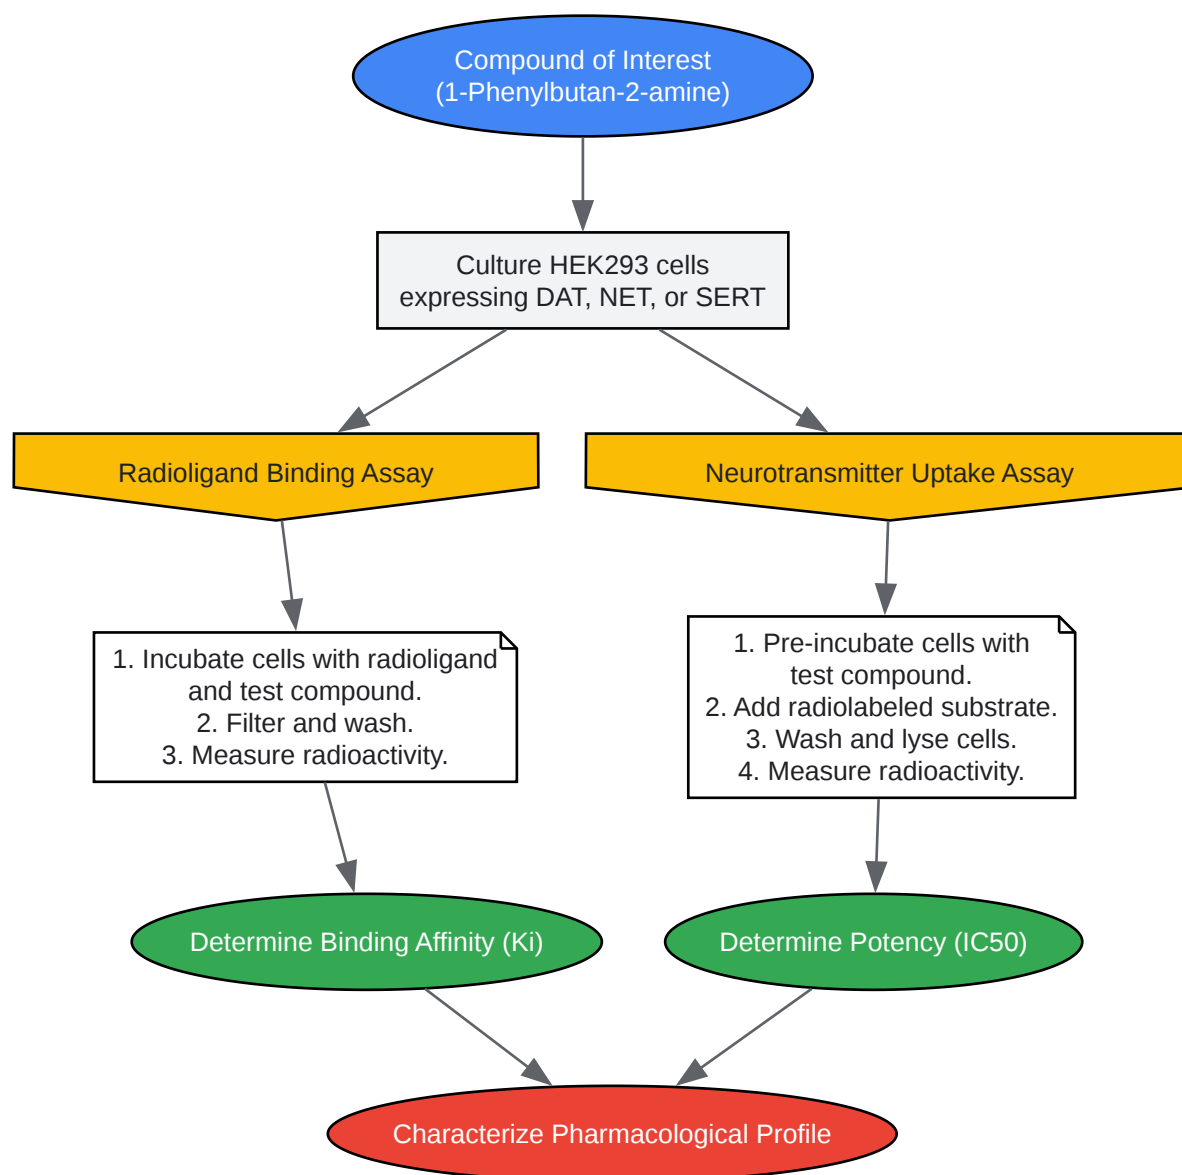 Compound of Interest
(1-Phenylbutan-2-amine)
Culture HEK293 cells
expressing DAT, NET, or SERT
Radioligand Binding Assay
Neurotransmitter Uptake Assay
1. Incubate cells with radioligand
and test compound.
2. Filter and wash.
3. Measure radioactivity.
1. Pre-incubate cells with
test compound.
2. Add radiolabeled substrate.
3. Wash and lyse cells.
4. Measure radioactivity.
Determine Binding Affinity (Ki)
Determine Potency (IC50)
Characterize Pharmacological Profile